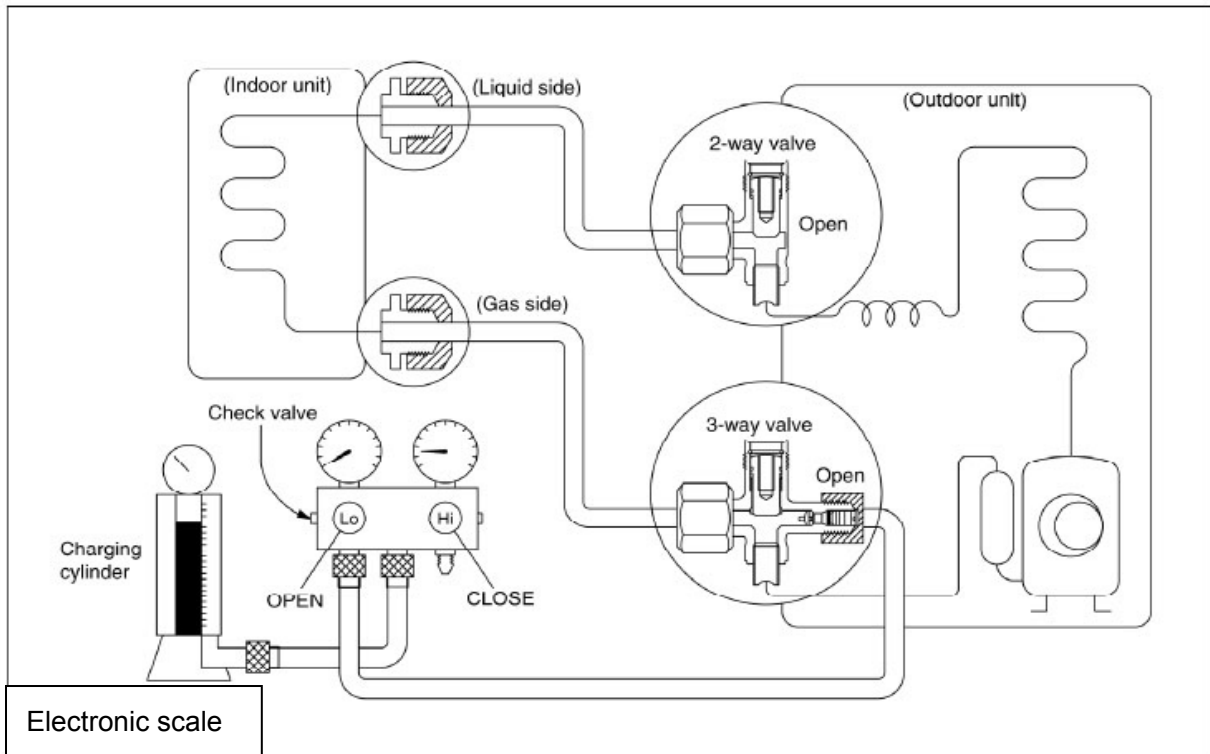 (Indoor unit)
(Liquid side)
(Outdoor unit)
2-way valve
Open
(Gas side)
Check valve
3-way valve
Open
Lo
Hi
Charging
cylinder
OPEN
CLOSE
Electronic scale